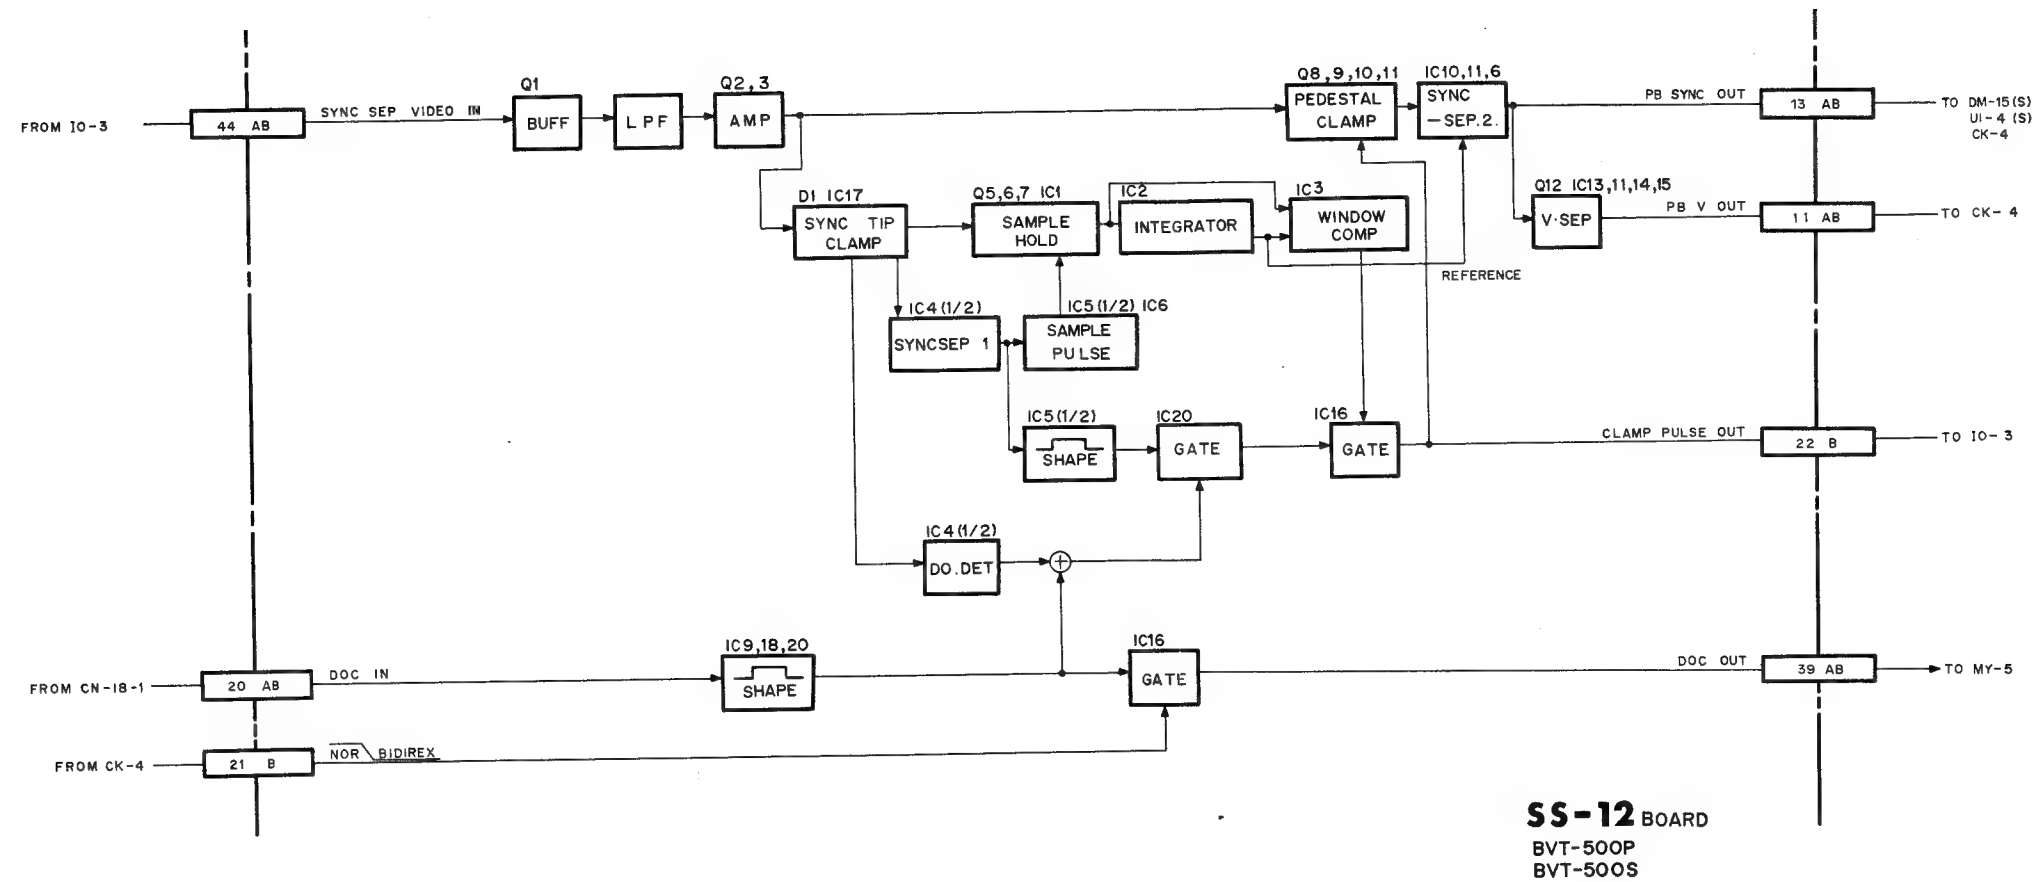 Q1
Q2, 3
Q8, 9, 10, 11
IC10, 11, 6
FROM IO-3
44 AB
SYNC SEP VIDEO IN
BUFF
LPF
AMP
PEDESTAL
CLAMP
SYNC
-SEP.2.
PB SYNC OUT
13 AB
TO DM-15(S)
UI-4 (S)
CK-4
D1 IC17
SYNC TIP
CLAMP
Q5,6,7 IC1
SAMPLE
HOLD
IC2
INTEGRATOR
IC3
WINDOW
COMP
Q12 IC13,11,14,15
V·SEP
PB V OUT
11 AB
TO CK-4
REFERENCE
IC4(1/2)
SYNCSEP 1
IC5(1/2) IC6
SAMPLE
PULSE
IC5(1/2)
SHAPE
IC20
GATE
IC16
GATE
CLAMP PULSE OUT
22 B
TO IO-3
IC4(1/2)
DO.DET
+
FROM CN-18-1
20 AB
DOC IN
IC9,18,20
SHAPE
IC16
GATE
DOC OUT
39 AB
TO MY-5
FROM CK-4
21 B
NOR BIDIREX
SS-12 BOARD
BVT-500P
BVT-500S